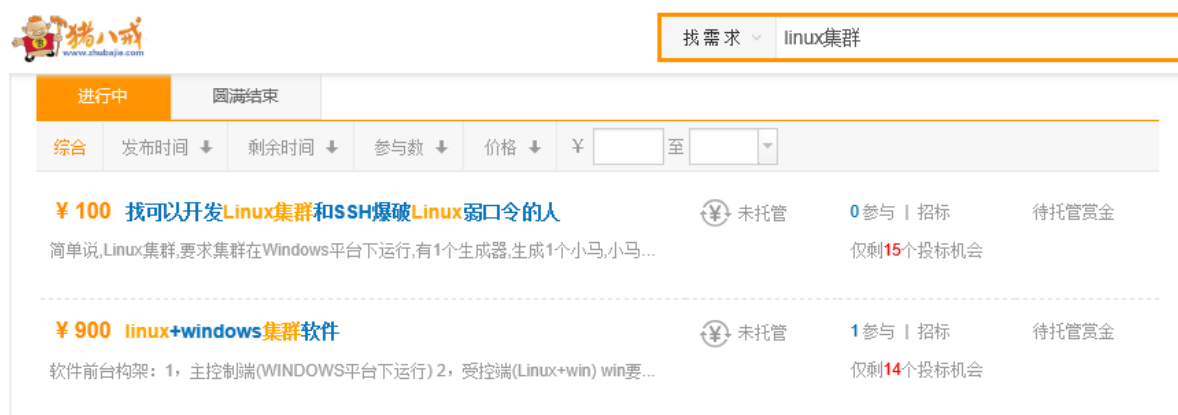 猪八戒
www.zhubajie.com
找需求 linux集群
进行中 圆满结束
综合 发布时间 剩余时间 参与数 价格 ¥ 至
¥ 100 找可以开发Linux集群和SSH爆破Linux弱口令的人 未托管 0参与 | 招标 待托管赏金
简单说,Linux集群,要求集群在Windows平台下运行,有1个生成器,生成1个小马,小马... 仅剩15个投标机会
¥ 900 linux+windows集群软件 未托管 1参与 | 招标 待托管赏金
软件前台构架：1，主控制端(WINDOWS平台下运行) 2，受控端(Linux+win) win要... 仅剩14个投标机会